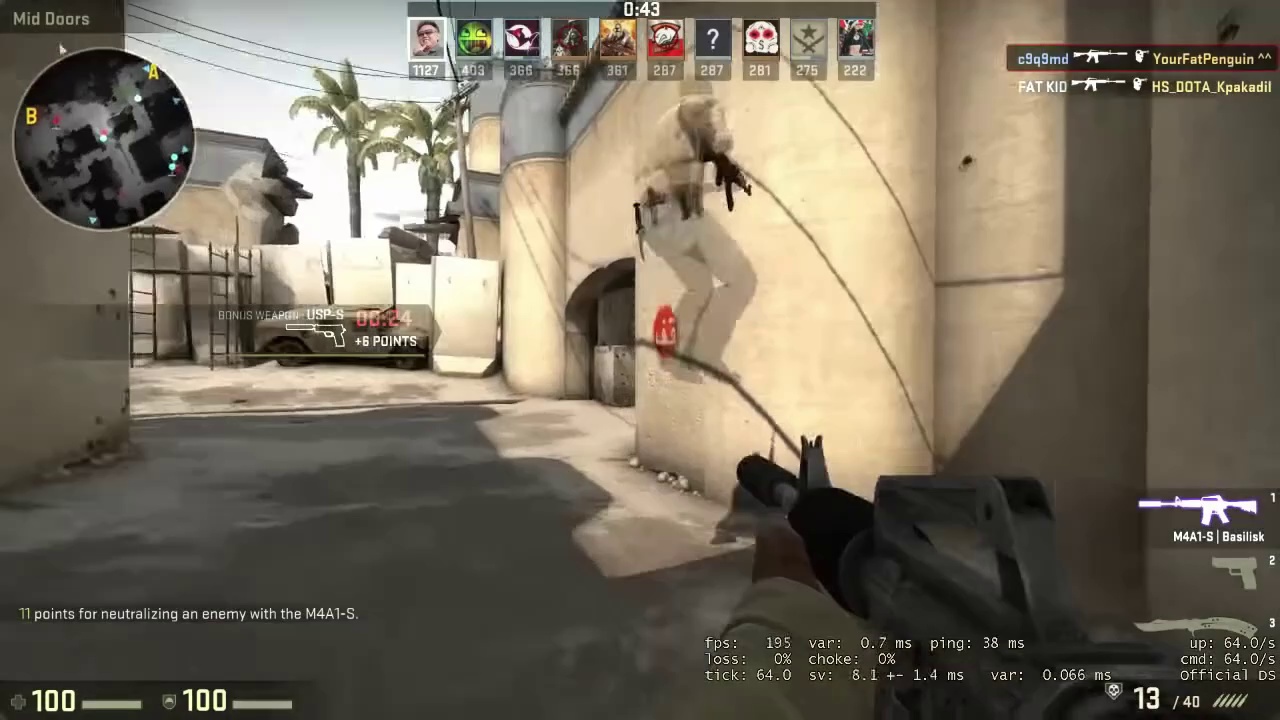 Mid Doors
0:43
A
B
?
S
1127 403 366 366 361 287 287 281 275 222
c9q9md YourFatPenguin ^^
FAT KID HS_DOTA_Kpakadil
BONUS WEAPON USP-S 00:24
+6 POINTS
1
M4A1-S | Basilisk
2
3
11 points for neutralizing an enemy with the M4A1-S.
fps: 195 var: 0.7 ms ping: 38 ms up: 64.0/s
loss: 0% choke: 0% cmd: 64.0/s
tick: 64.0 sv: 8.1 +- 1.4 ms var: 0.066 ms Official DS
100 100 13 / 40